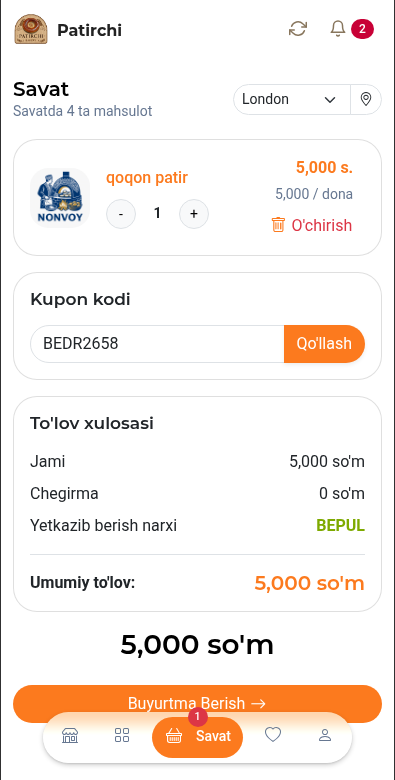 PATIRCHI
Patirchi
2
Savat
Savatda 4 ta mahsulot
London
NONVOY
qoqon patir
- 1 +
5,000 s.
5,000 / dona
O'chirish
Kupon kodi
BEDR2658
Qo'llash
To'lov xulosasi
Jami 5,000 so'm
Chegirma 0 so'm
Yetkazib berish narxi BEPUL
Umumiy to'lov: 5,000 so'm
5,000 so'm
Buyurtma Berish →
1
Savat